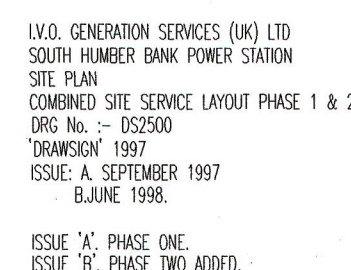 I.V.O. GENERATION SERVICES (UK) LTD
SOUTH HUMBER BANK POWER STATION
SITE PLAN
COMBINED SITE SERVICE LAYOUT PHASE 1 & 2
DRG No. :- DS2500
'DRAWSIGN' 1997
ISSUE: A. SEPTEMBER 1997
B.JUNE 1998.
ISSUE 'A'. PHASE ONE.
ISSUE 'B'. PHASE TWO ADDED.